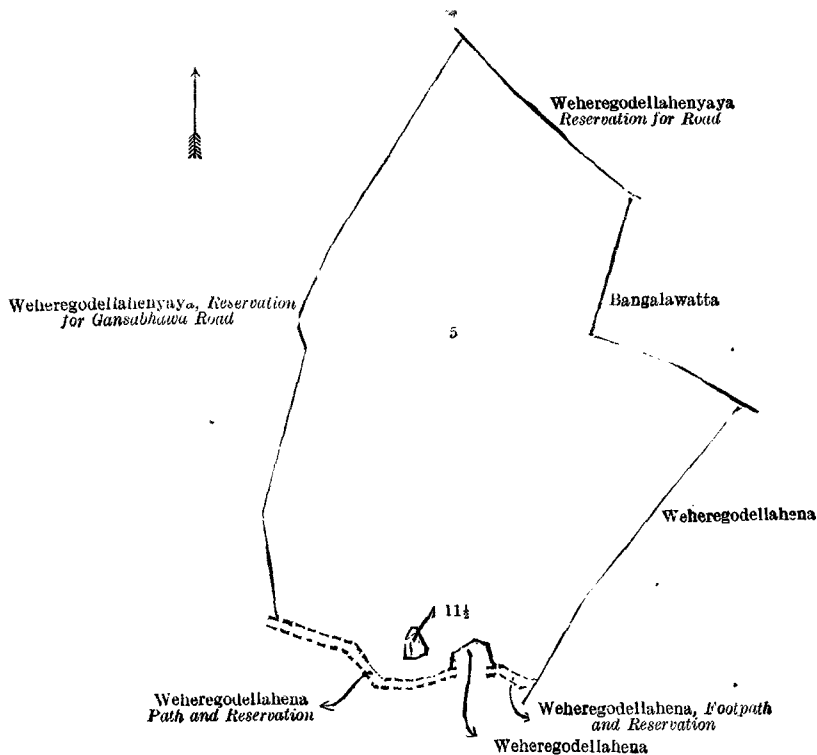 Weheregodellahenyaya
Reservation for Road
Bangalawatta
Weheregodellahenyaya, Reservation
for Gansabhawa Road
5
Weheregodellahena
11½
Weheregodellahena
Path and Reservation
Weheregodellahena, Footpath
and Reservation
Weheregodellahena